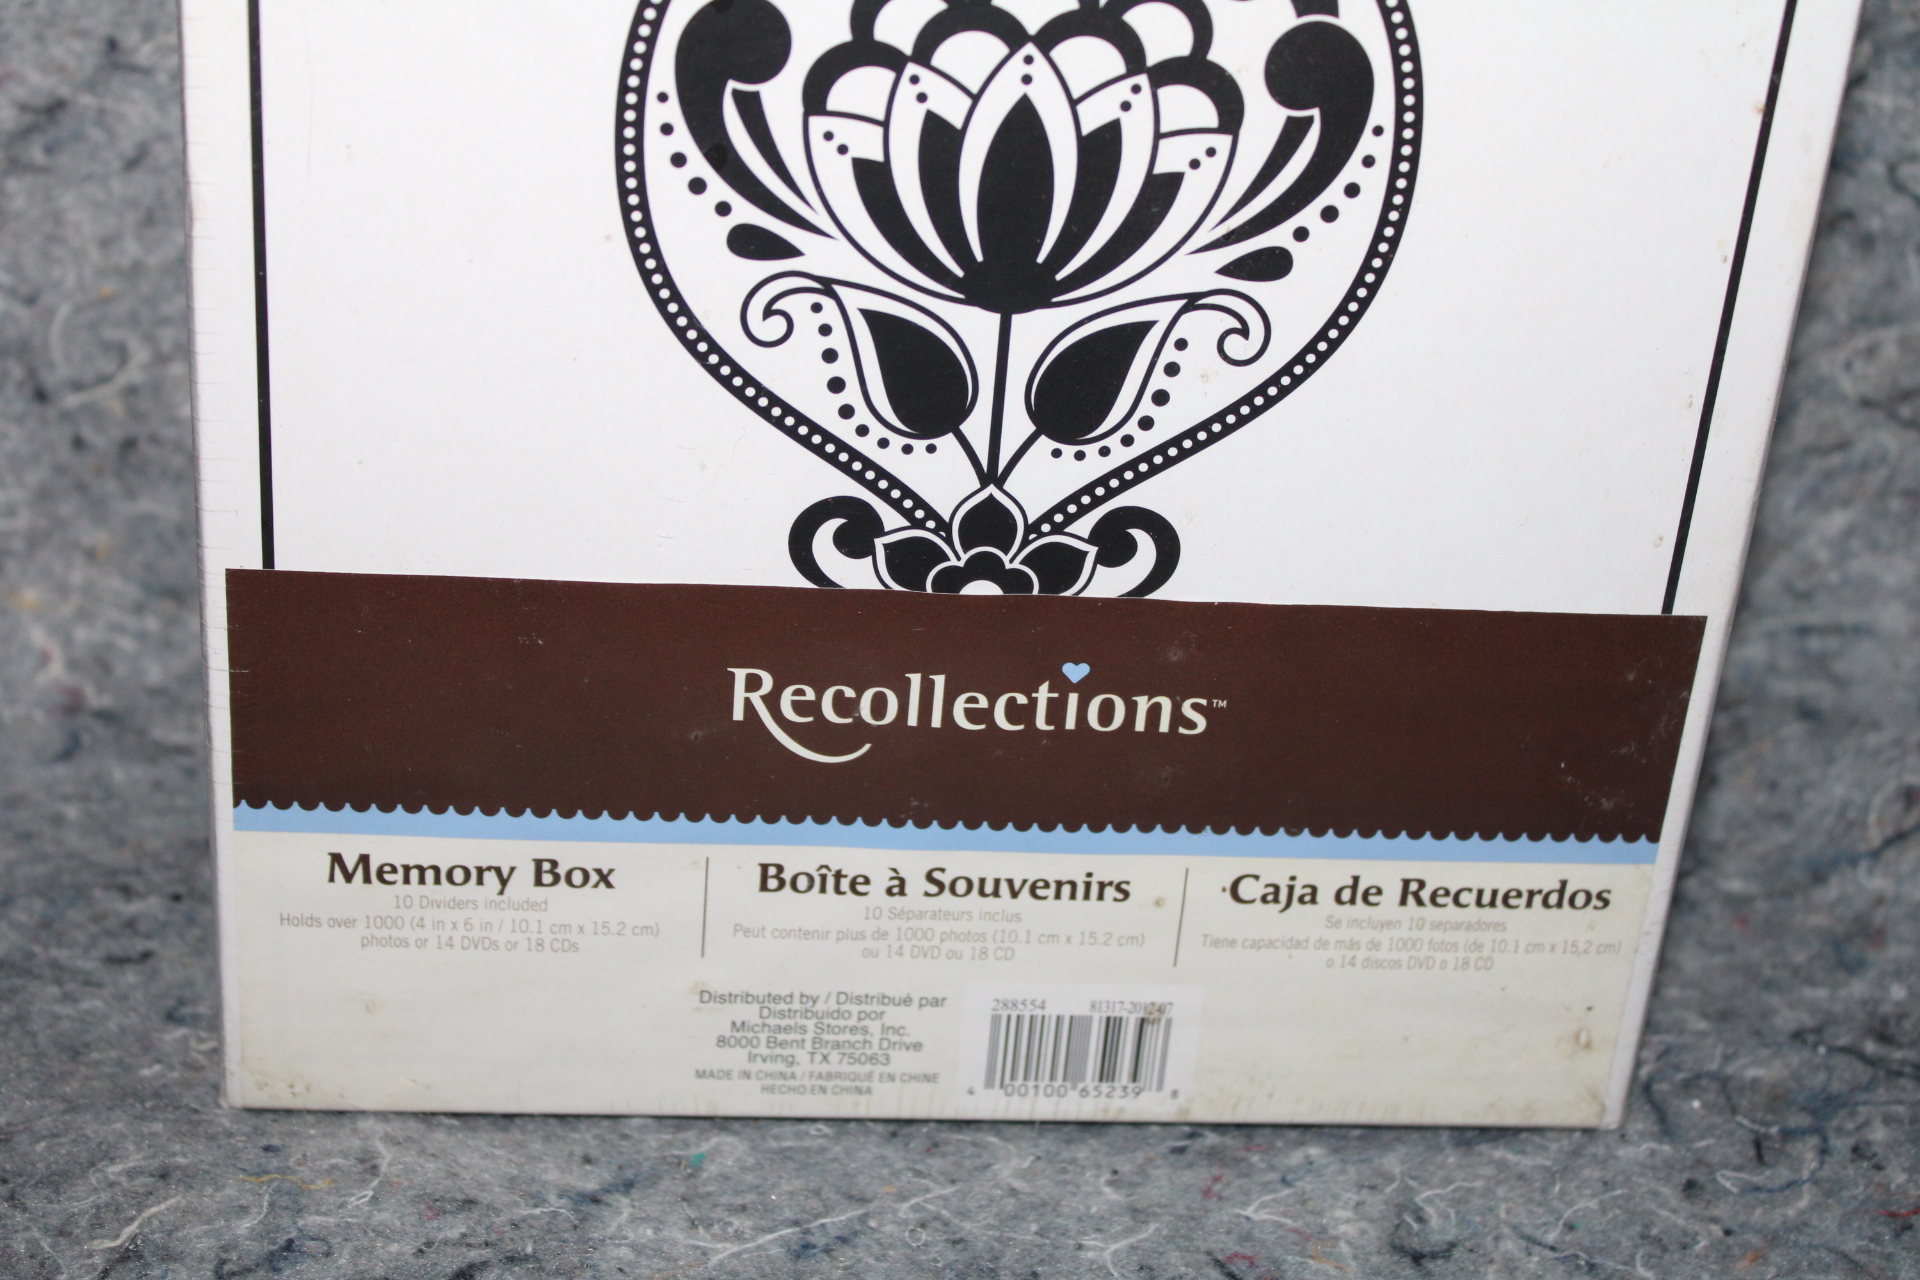 Recollections™
Memory Box
10 Dividers included
Holds over 1000 (4 in x 6 in / 10.1 cm x 15.2 cm)
photos or 14 DVDs or 18 CDs
Boîte à Souvenirs
10 Séparateurs inclus
Peut contenir plus de 1000 photos (10.1 cm x 15.2 cm)
ou 14 DVD ou 18 CD
Caja de Recuerdos
Se incluyen 10 separadores
Tiene capacidad de más de 1000 fotos (de 10.1 cm x 15,2 cm)
o 14 discos DVD o 18 CD
Distributed by / Distribué par
Distribuido por
Michaels Stores, Inc.
8000 Bent Branch Drive
Irving, TX 75063
MADE IN CHINA / FABRIQUÉ EN CHINE
HECHO EN CHINA
288554 81317-2012-07
4 00100 65239 8